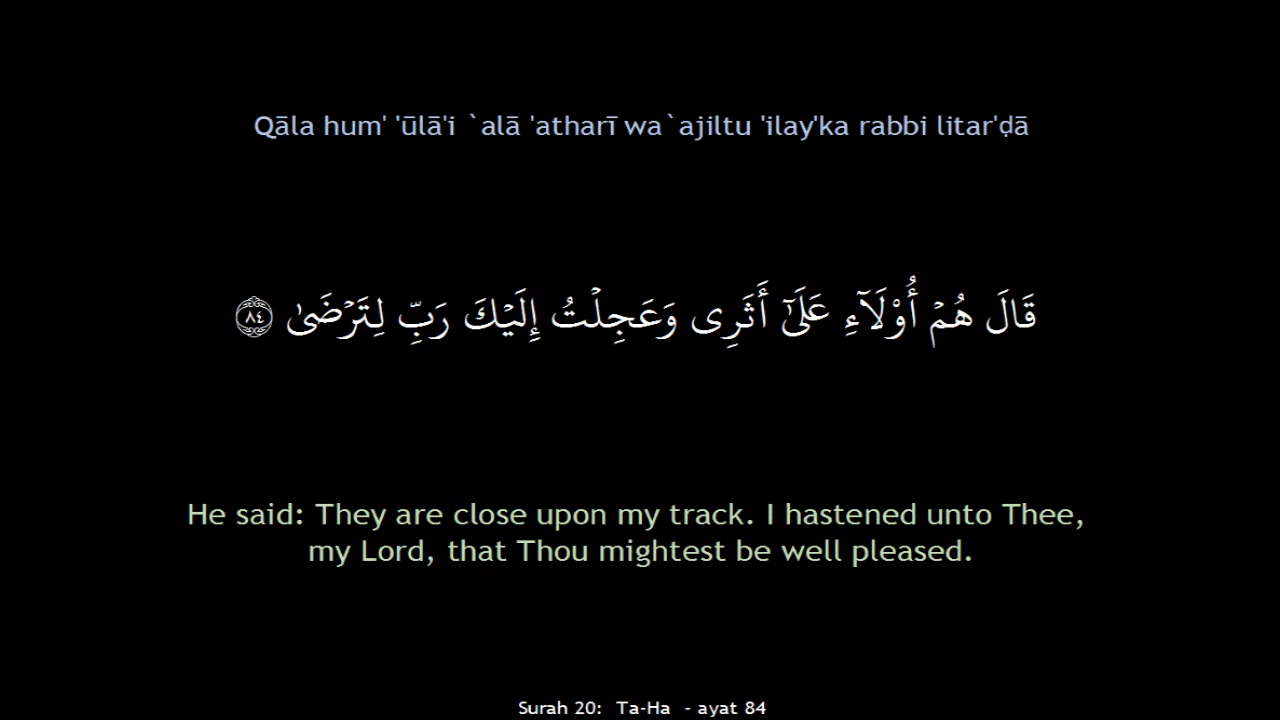 Qāla hum' 'ūlā'i `alā 'atharī wa`ajiltu 'ilay'ka rabbi litar'ḍā
قَالَ هُمْ أُو۟لَآءِ عَلَىٰٓ أَثَرِى وَعَجِلْتُ إِلَيْكَ رَبِّ لِتَرْضَىٰ ۝٨٤
He said: They are close upon my track. I hastened unto Thee,
my Lord, that Thou mightest be well pleased.
Surah 20: Ta-Ha - ayat 84